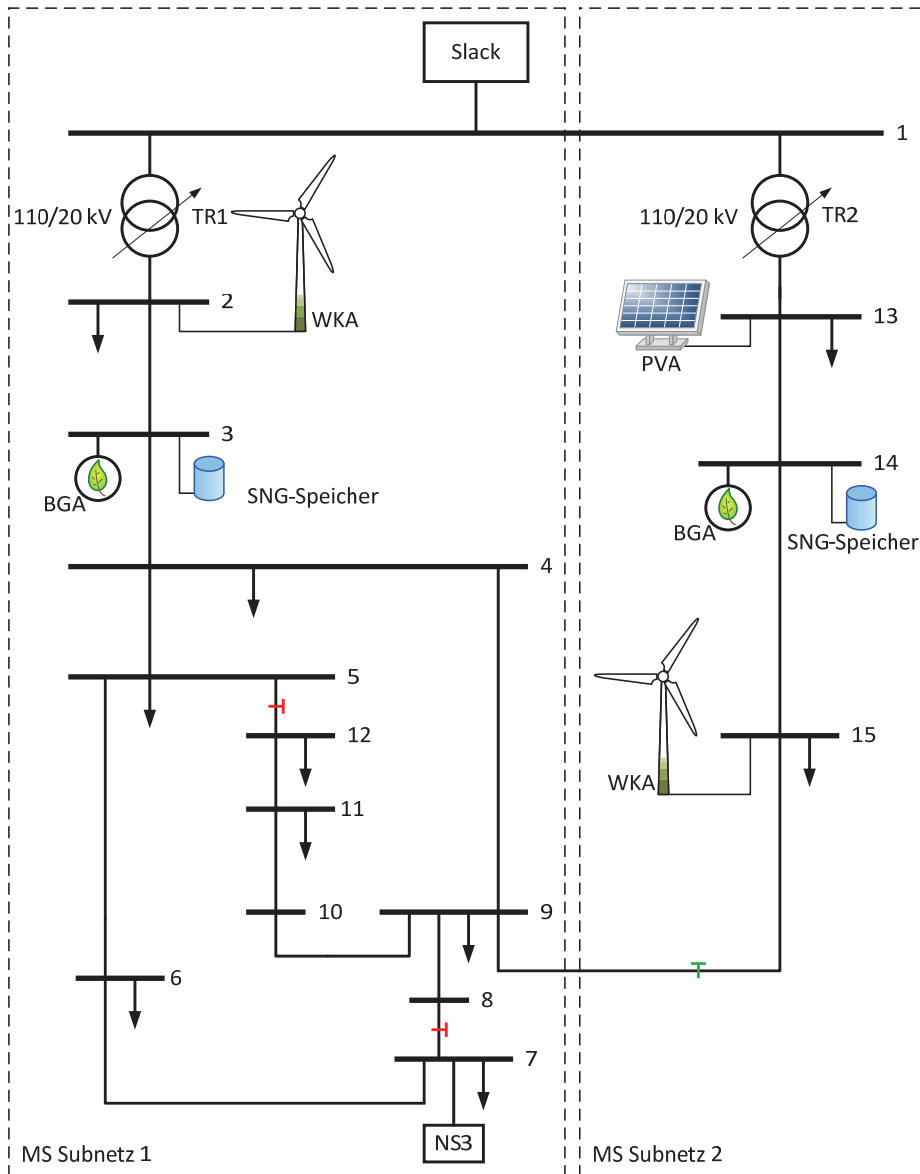 Slack
1
110/20 kV
TR1
110/20 kV
TR2
2
WKA
13
PVA
3
BGA
SNG-Speicher
14
BGA
SNG-Speicher
4
5
12
15
WKA
11
10
9
6
8
7
NS3
MS Subnetz 1
MS Subnetz 2